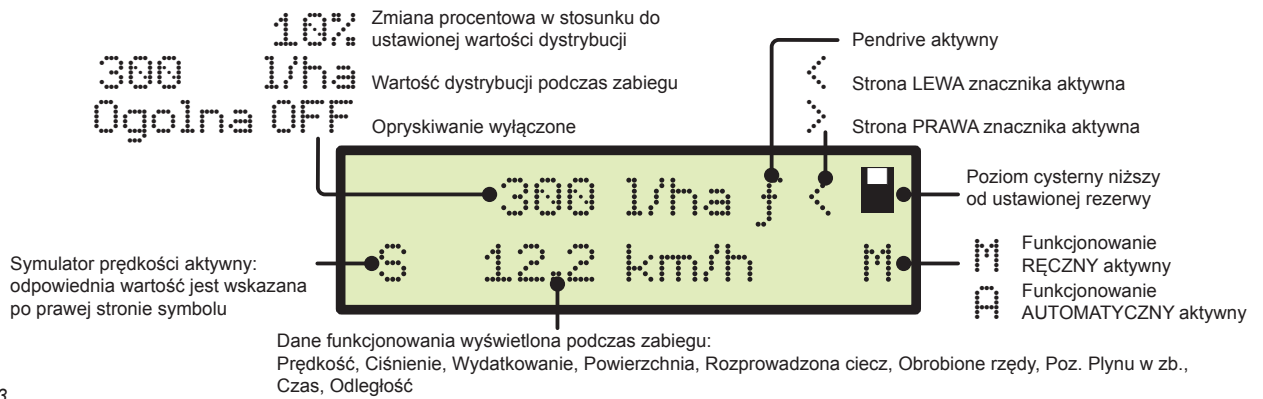 10%
Zmiana procentowa w stosunku do
ustawionej wartości dystrybucji
300 l/ha
Wartość dystrybucji podczas zabiegu
Ogolna OFF
Opryskiwanie wyłączone
Pendrive aktywny
<
Strona LEWA znacznika aktywna
>
Strona PRAWA znacznika aktywna
300 l/ha ƒ <
S 12.2 km/h M
Poziom cysterny niższy
od ustawionej rezerwy
M
Funkcjonowanie
RĘCZNY aktywny
A
Funkcjonowanie
AUTOMATYCZNY aktywny
Symulator prędkości aktywny:
odpowiednia wartość jest wskazana
po prawej stronie symbolu
Dane funkcjonowania wyświetlona podczas zabiegu:
Prędkość, Ciśnienie, Wydatkowanie, Powierzchnia, Rozprowadzona ciecz, Obrobione rzędy, Poz. Plynu w zb.,
Czas, Odległość
3